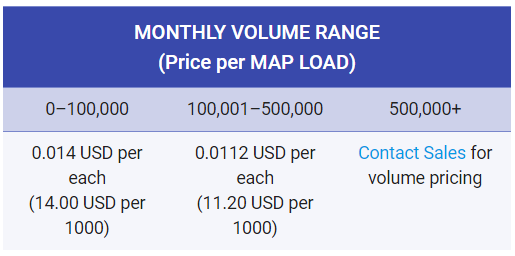 MONTHLY VOLUME RANGE
(Price per MAP LOAD)
0–100,000
100,001–500,000
500,000+
0.014 USD per
each
(14.00 USD per
1000)
0.0112 USD per
each
(11.20 USD per
1000)
Contact Sales for
volume pricing